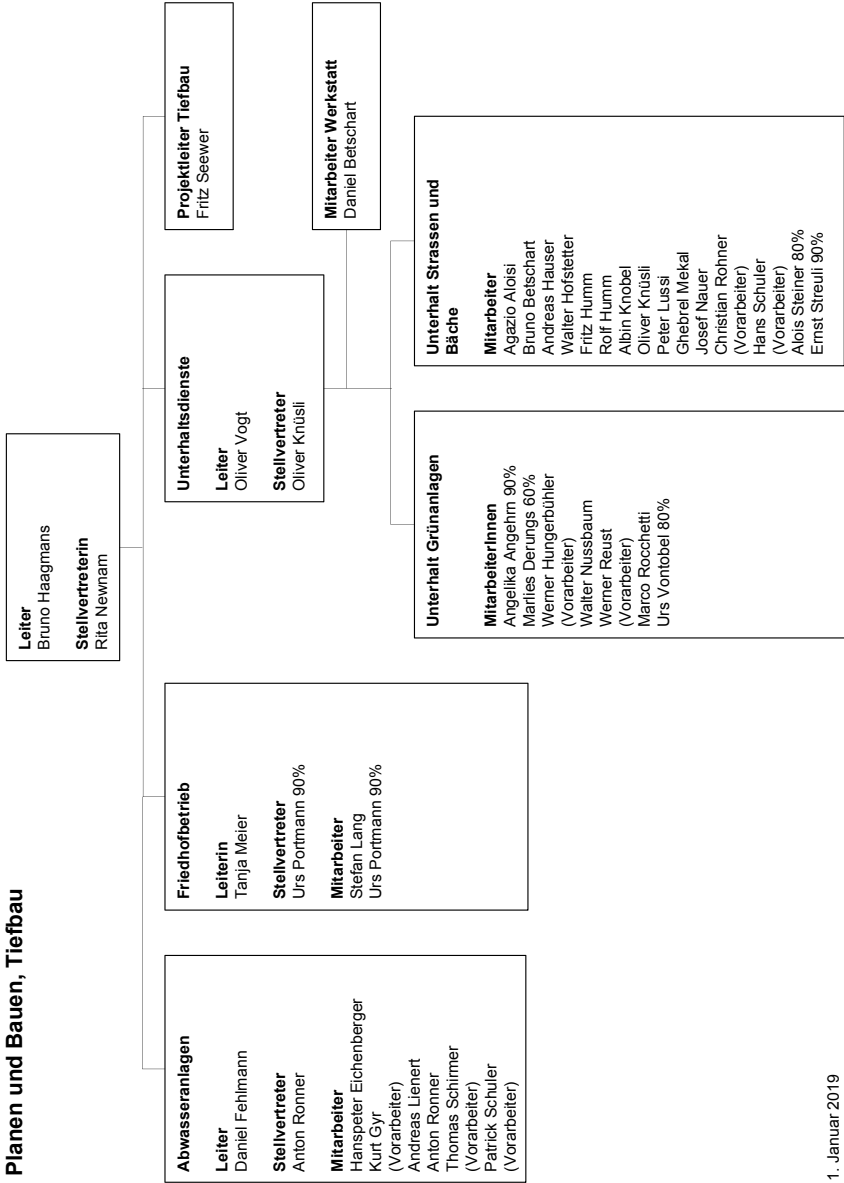 Planen und Bauen, Tiefbau
Leiter
Bruno Haagmans
Stellvertreterin
Rita Newnam
Abwasseranlagen
Leiter
Daniel Fehlmann
Stellvertreter
Anton Ronner
Mitarbeiter
Hanspeter Eichenberger
Kurt Gyr
(Vorarbeiter)
Andreas Lienert
Anton Ronner
Thomas Schirmer
(Vorarbeiter)
Patrick Schuler
(Vorarbeiter)
Friedhofbetrieb
Leiterin
Tanja Meier
Stellvertreter
Urs Portmann 90%
Mitarbeiter
Stefan Lang
Urs Portmann 90%
Unterhaltsdienste
Leiter
Oliver Vogt
Stellvertreter
Oliver Knüsli
Projektleiter Tiefbau
Fritz Seewer
Mitarbeiter Werkstatt
Daniel Betschart
Unterhalt Grünanlagen
MitarbeiterInnen
Angelika Angehrn 90%
Marlies Derungs 60%
Werner Hungerbühler
(Vorarbeiter)
Walter Nussbaum
Werner Reust
(Vorarbeiter)
Marco Rocchetti
Urs Vontobel 80%
Unterhalt Strassen und
Bäche
Mitarbeiter
Agazio Aloisi
Bruno Betschart
Andreas Hauser
Walter Hofstetter
Fritz Humm
Rolf Humm
Albin Knobel
Oliver Knüsli
Peter Lussi
Ghebrel Mekal
Josef Nauer
Christian Rohner
(Vorarbeiter)
Hans Schuler
(Vorarbeiter)
Alois Steiner 80%
Ernst Streuli 90%
1. Januar 2019